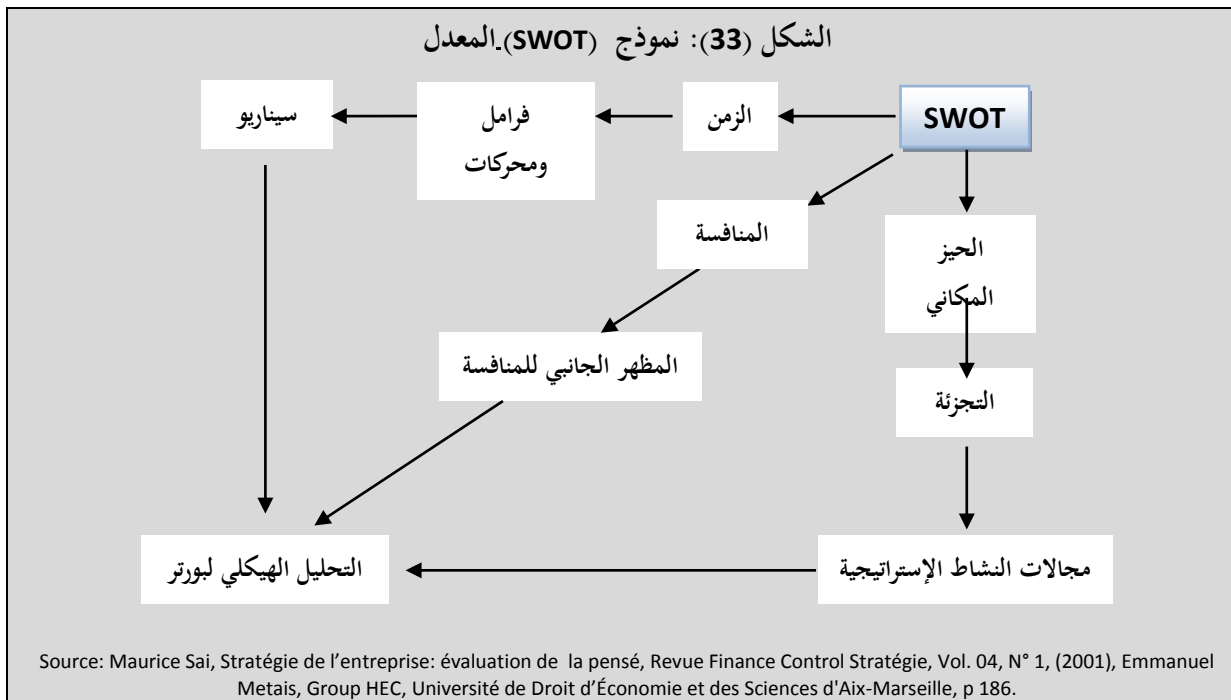 الشكل (33): نموذج (SWOT).المعدل
SWOT
الزمن
فرامل
ومحركات
سيناريو
المنافسة
الحيز
المكاني
المظهر الجانبي للمنافسة
التجزئة
مجالات النشاط الإستراتيجية
التحليل الهيكلي لبورتر
Source: Maurice Sai, Stratégie de l’entreprise: évaluation de la pensé, Revue Finance Control Stratégie, Vol. 04, N° 1, (2001), Emmanuel
Metais, Group HEC, Université de Droit d’Économie et des Sciences d'Aix-Marseille, p 186.